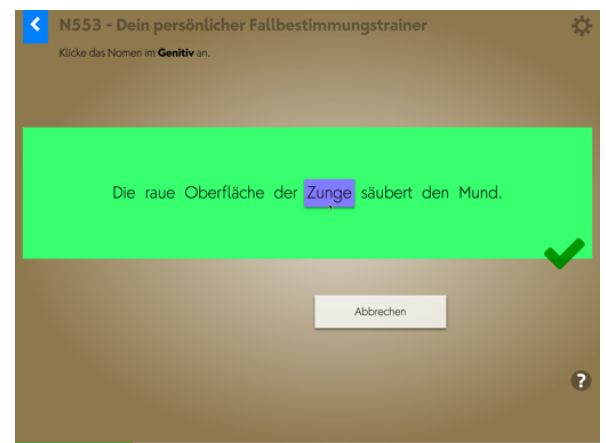 N553 - Dein persönlicher Fallbestimmungstrainer
Klicke das Nomen im Genitiv an.
Die raue Oberfläche der Zunge säubert den Mund.
Abbrechen
?